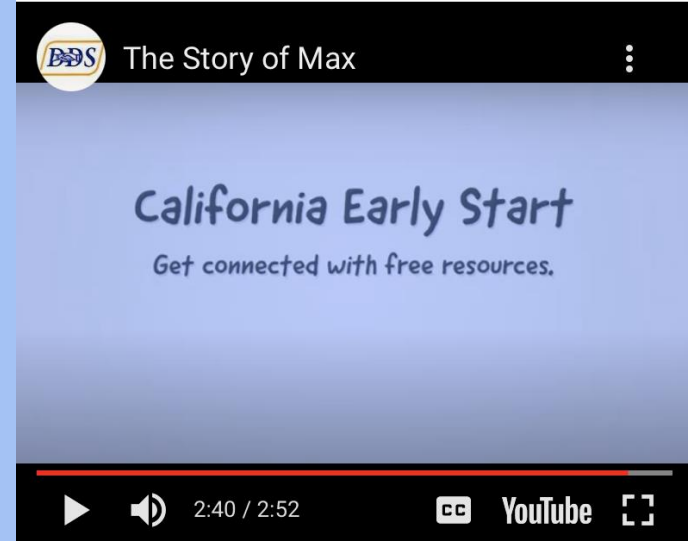 DDS The Story of Max
California Early Start
Get connected with free resources.
2:40 / 2:52 CC YouTube